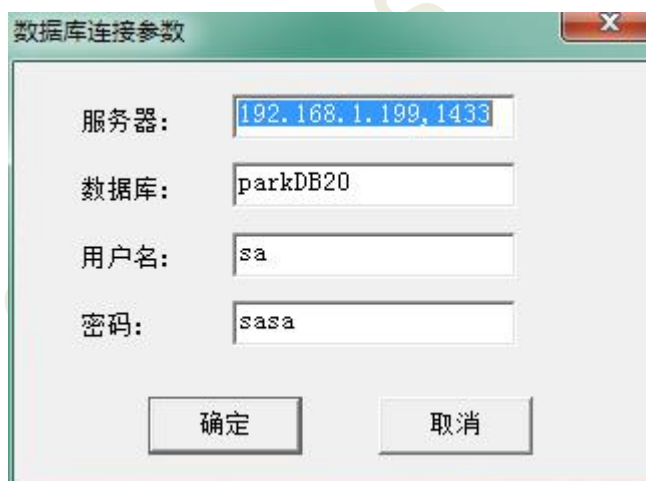 数据库连接参数
服务器: 192.168.1.199,1433
数据库: parkDB20
用户名: sa
密码: sasa
确定 取消